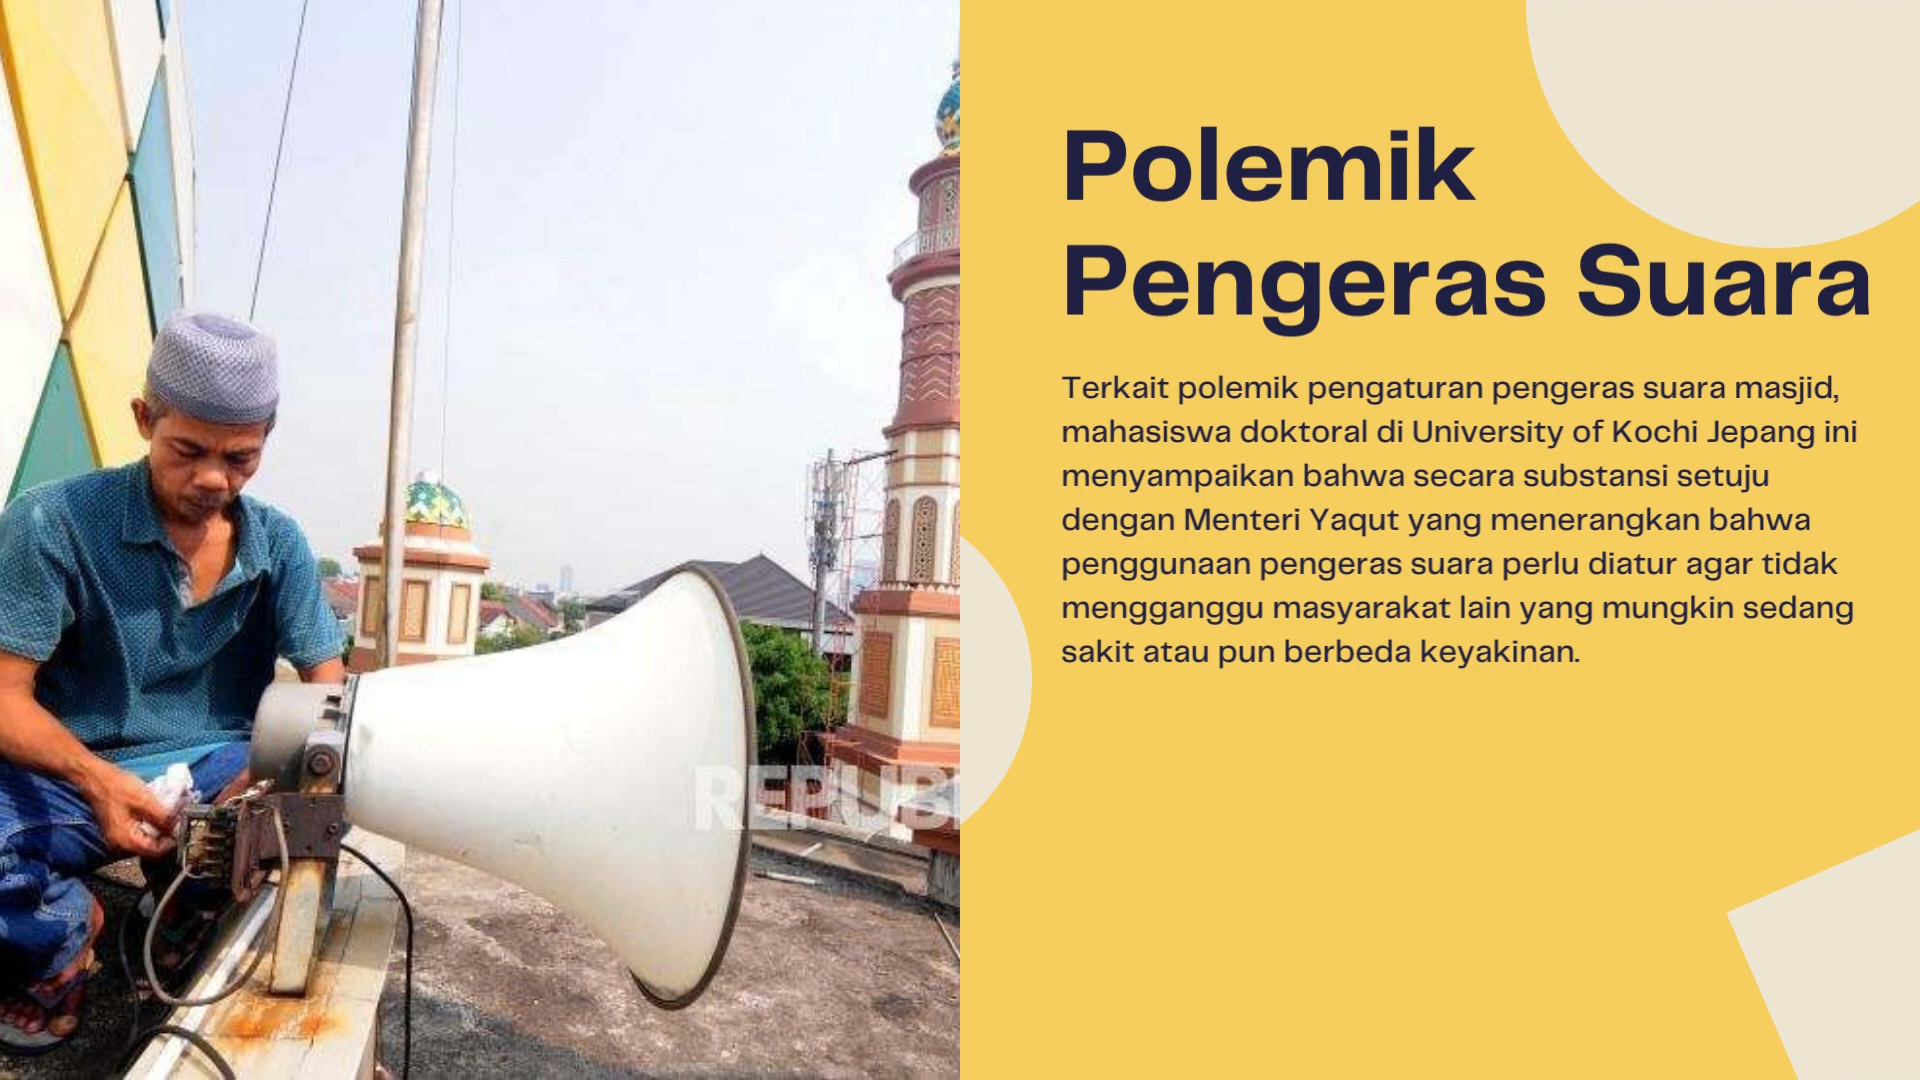 Polemik
Pengeras Suara
Terkait polemik pengaturan pengeras suara masjid,
mahasiswa doktoral di University of Kochi Jepang ini
menyampaikan bahwa secara substansi setuju
dengan Menteri Yaqut yang menerangkan bahwa
penggunaan pengeras suara perlu diatur agar tidak
mengganggu masyarakat lain yang mungkin sedang
sakit atau pun berbeda keyakinan.
REPUB